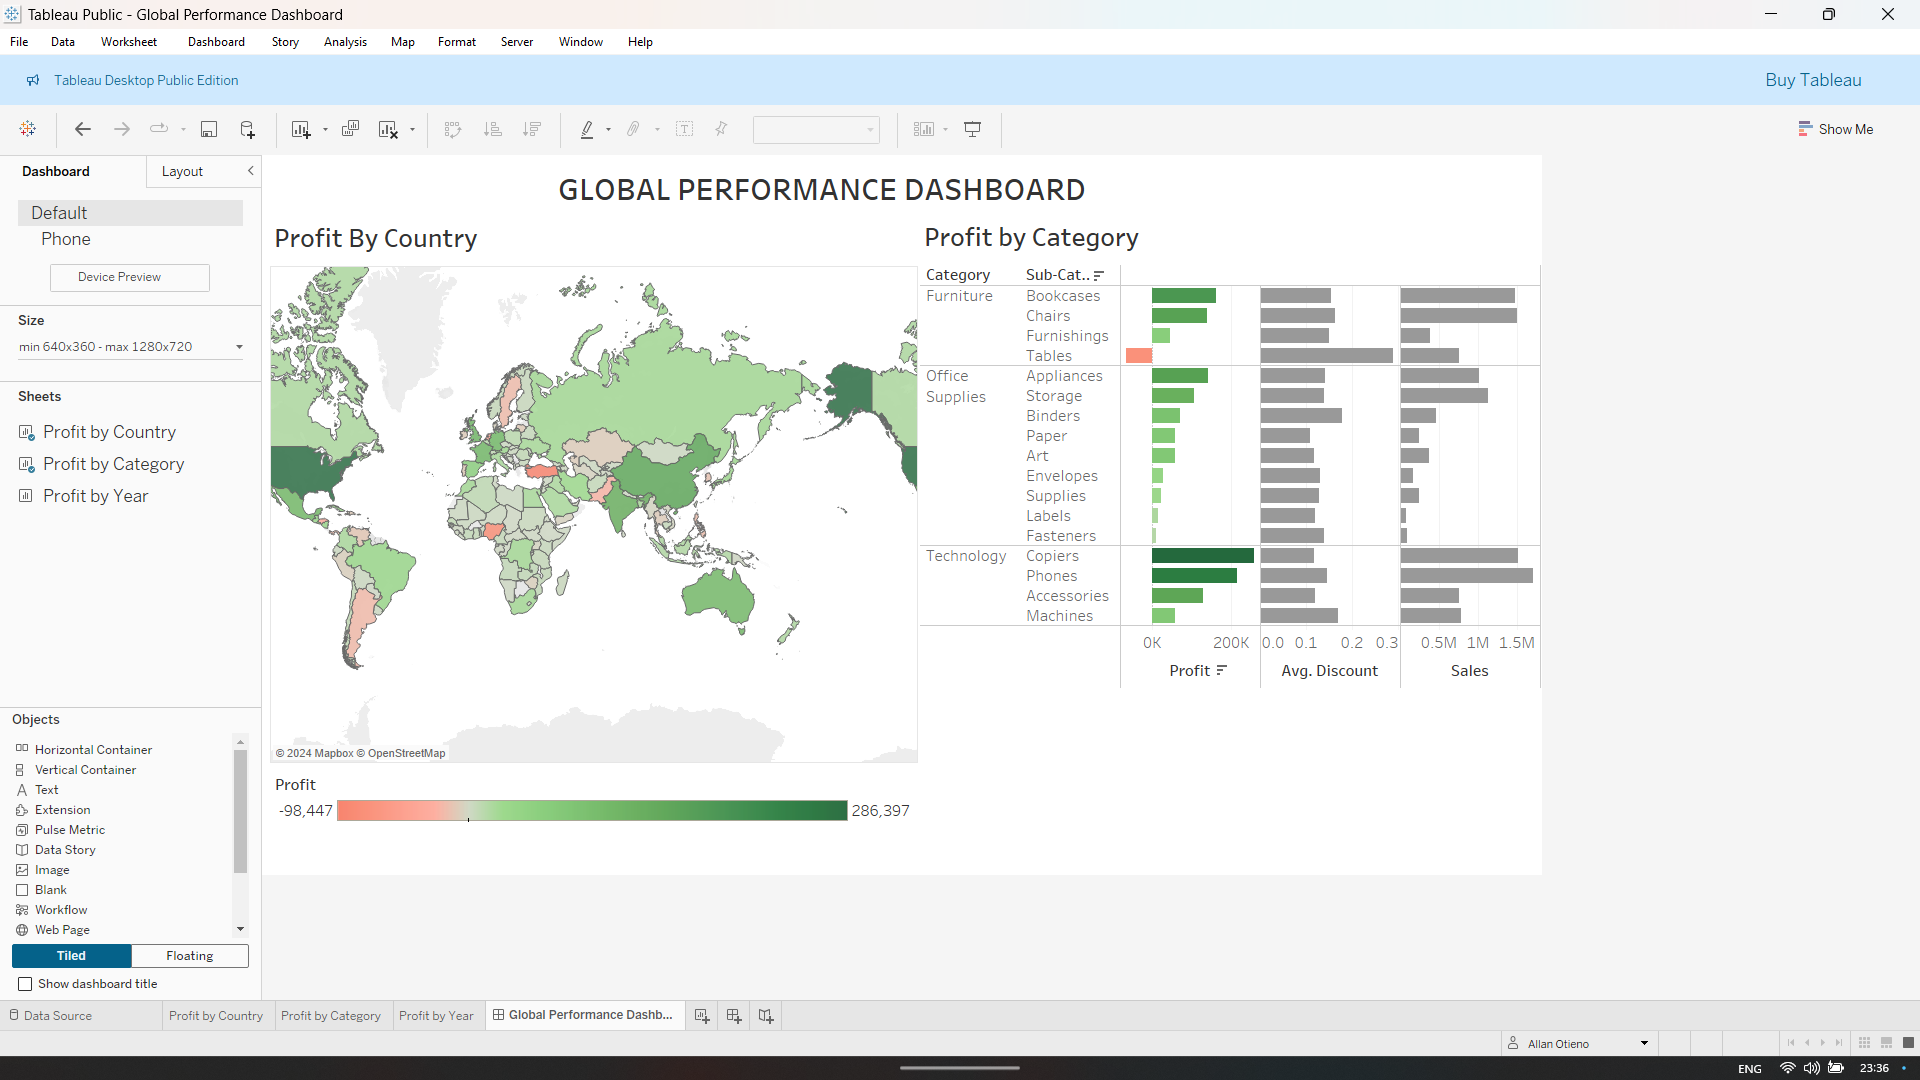 Tableau Public - Global Performance Dashboard
File Data Worksheet Dashboard Story Analysis Map Format Server Window Help
Tableau Desktop Public Edition
Buy Tableau
Show Me
Dashboard Layout
Default
Phone
Device Preview
Size
min 640x360 - max 1280x720
Sheets
Profit by Country
Profit by Category
Profit by Year
Objects
Horizontal Container
Vertical Container
Text
Extension
Pulse Metric
Data Story
Image
Blank
Workflow
Web Page
Tiled Floating
Show dashboard title
GLOBAL PERFORMANCE DASHBOARD
Profit By Country
© 2024 Mapbox © OpenStreetMap
Profit
-98,447 286,397
Profit by Category
Category Sub-Cat..
Furniture Bookcases
Chairs
Furnishings
Tables
Office Supplies Appliances
Storage
Binders
Paper
Art
Envelopes
Supplies
Labels
Fasteners
Technology Copiers
Phones
Accessories
Machines
0K 200K 0.0 0.1 0.2 0.3 0.5M 1M 1.5M
Profit Avg. Discount Sales
Data Source Profit by Country Profit by Category Profit by Year Global Performance Dashb...
Allan Otieno
ENG 23:36